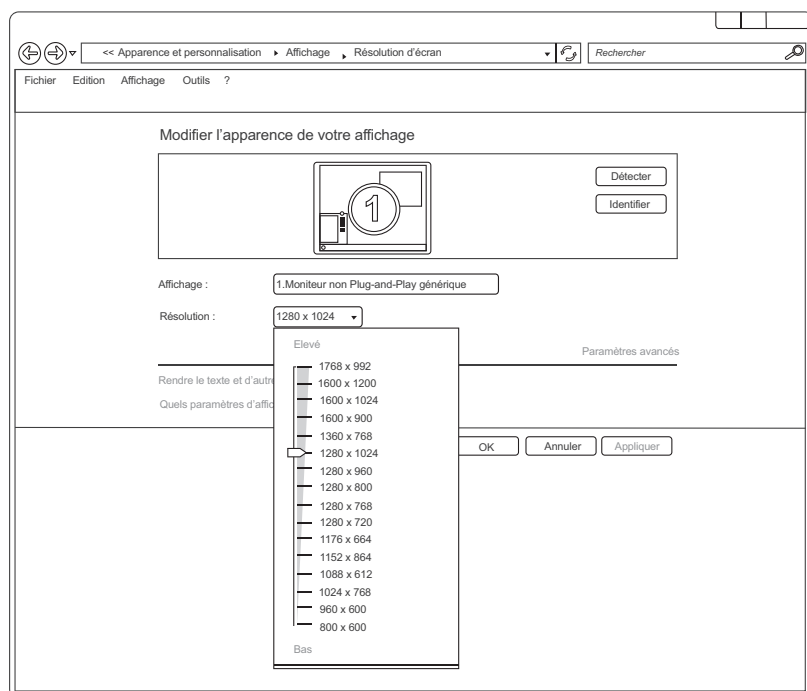 << Apparence et personnalisation Affichage Résolution d'écran Rechercher
Fichier Edition Affichage Outils ?
Modifier l'apparence de votre affichage
1
Détecter
Identifier
Affichage : 1.Moniteur non Plug-and-Play générique
Résolution : 1280 x 1024
Elevé
Paramètres avancés
1768 x 992
Rendre le texte et d'autre
1600 x 1200
1600 x 1024
Quels paramètres d'affic
1600 x 900
1360 x 768
1280 x 1024
OK Annuler Appliquer
1280 x 960
1280 x 800
1280 x 768
1280 x 720
1176 x 664
1152 x 864
1088 x 612
1024 x 768
960 x 600
800 x 600
Bas